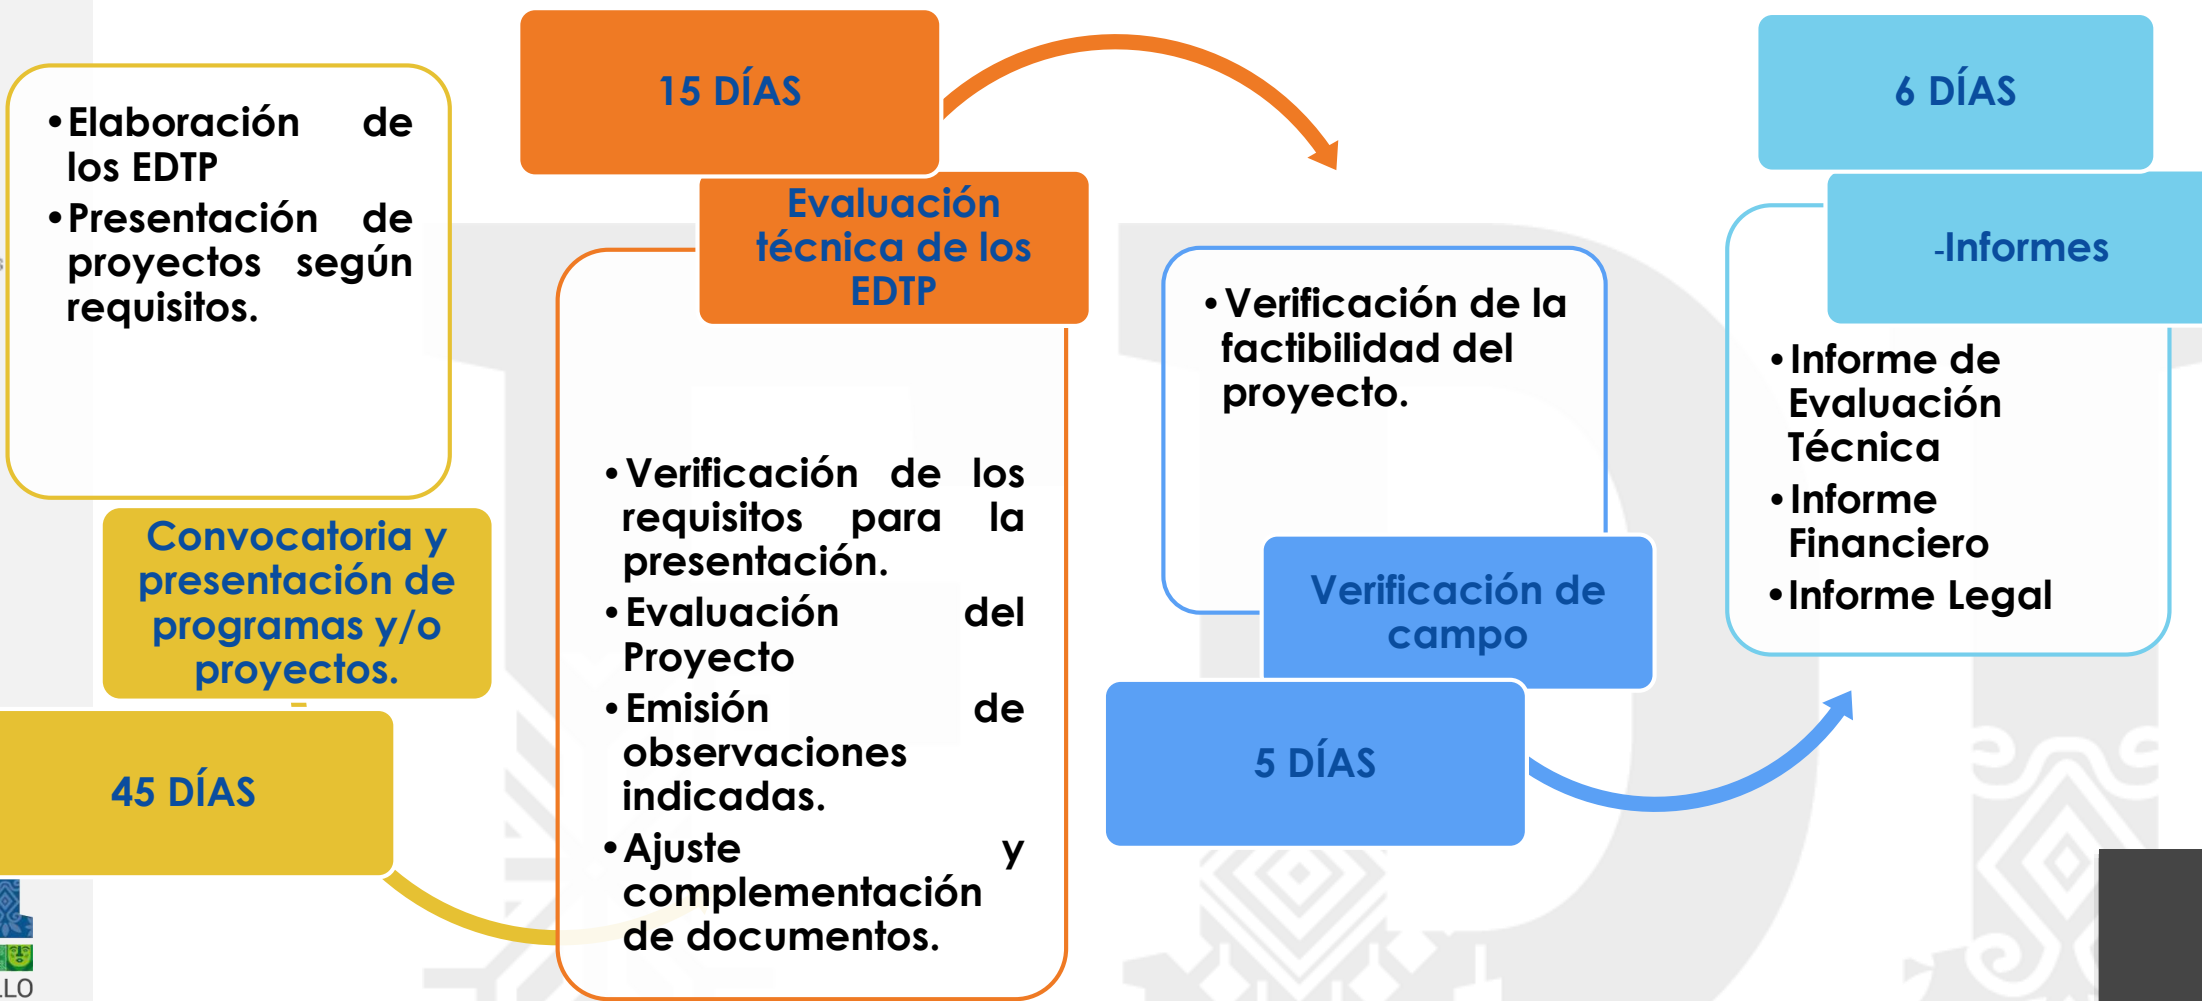 •Elaboración de
los EDTP
•Presentación de
proyectos según
requisitos.
Convocatoria y
presentación de
programas y/o
proyectos.
45 DÍAS
15 DÍAS
Evaluación
técnica de los
EDTP
•Verificación de los
requisitos para la
presentación.
•Evaluación del
Proyecto
•Emisión de
observaciones
indicadas.
•Ajuste y
complementación
de documentos.
•Verificación de la
factibilidad del
proyecto.
Verificación de
campo
5 DÍAS
6 DÍAS
-Informes
•Informe de
Evaluación
Técnica
•Informe
Financiero
•Informe Legal